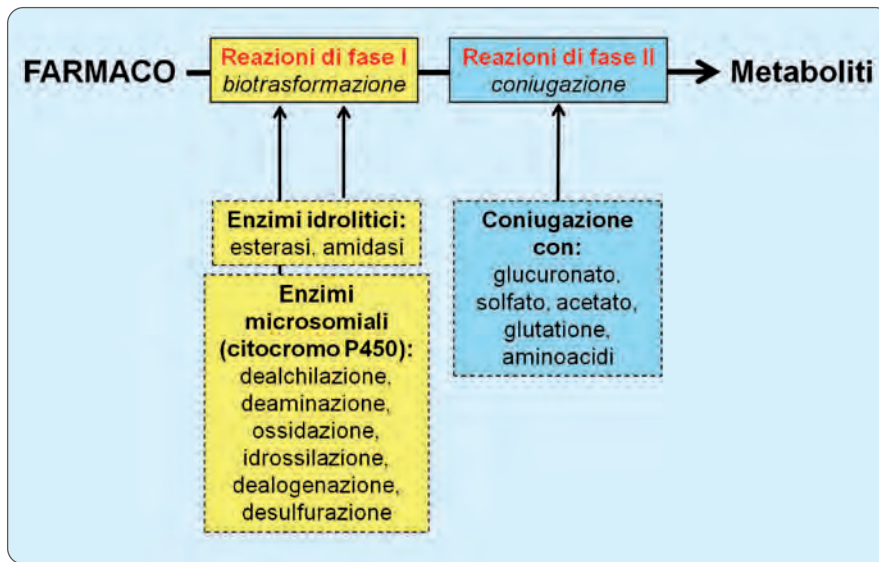 FARMACO
Reazioni di fase I
biotrasformazione
Reazioni di fase II
coniugazione
Metaboliti
Enzimi idrolitici:
esterasi, amidasi
Enzimi
microsomiali
(citocromo P450):
dealchilazione,
deaminazione,
ossidazione,
idrossilazione,
dealogenazione,
desulfurazione
Coniugazione
con:
glucuronato,
solfato, acetato,
glutatione,
aminoacidi